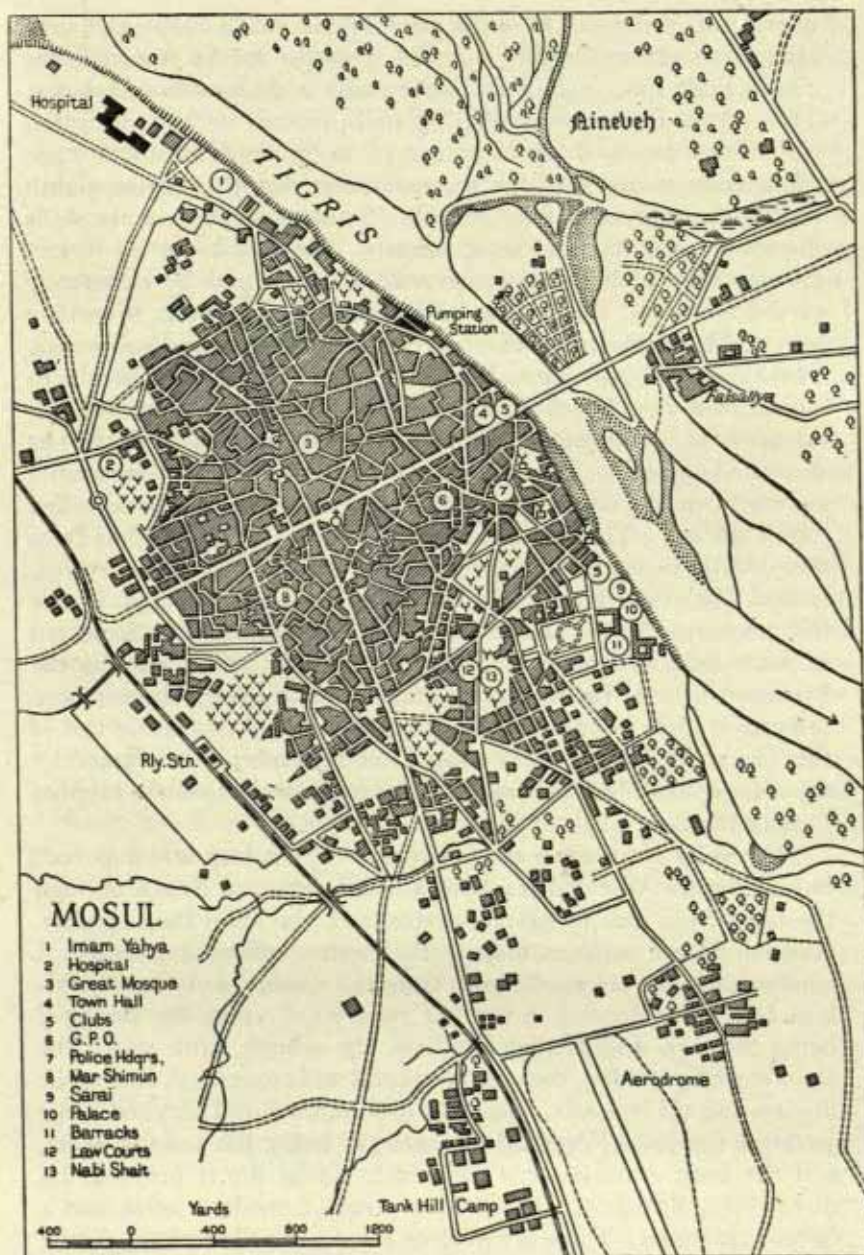 Hospital
TIGRIS
Nineveh
1
Pumping
Station
Faisaliya
4 5
3
2
6
7
8
5
9
10
11
12
13
Rly. Stn.
MOSUL
1 Imam Yahya
2 Hospital
3 Great Mosque
4 Town Hall
5 Clubs
6 G.P.O.
7 Police Hdqrs.,
8 Mar Shimun
9 Sarai
10 Palace
11 Barracks
12 Law Courts
13 Nabi Shait
Aerodrome
Tank Hill Camp
Yards
400 0 400 800 1200